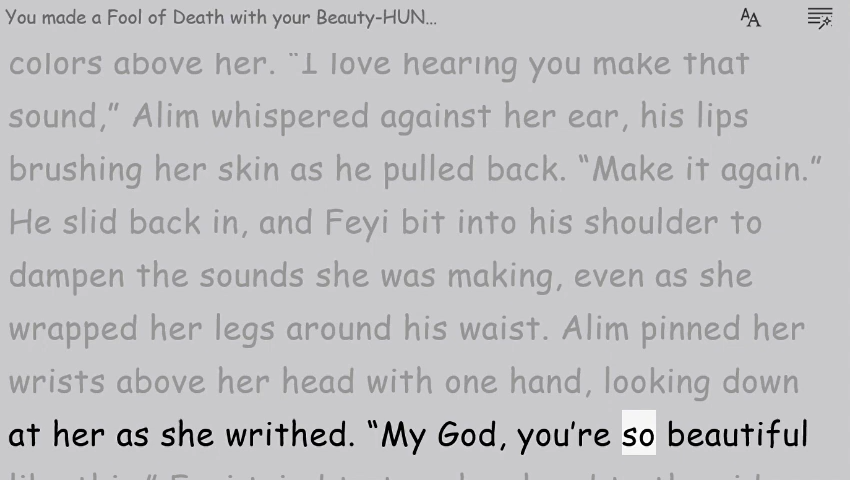 You made a Fool of Death with your Beauty-HUN...
colors above her. "I love hearing you make that
sound,” Alim whispered against her ear, his lips
brushing her skin as he pulled back. “Make it again.”
He slid back in, and Feyi bit into his shoulder to
dampen the sounds she was making, even as she
wrapped her legs around his waist. Alim pinned her
wrists above her head with one hand, looking down
at her as she writhed. “My God, you’re so beautiful